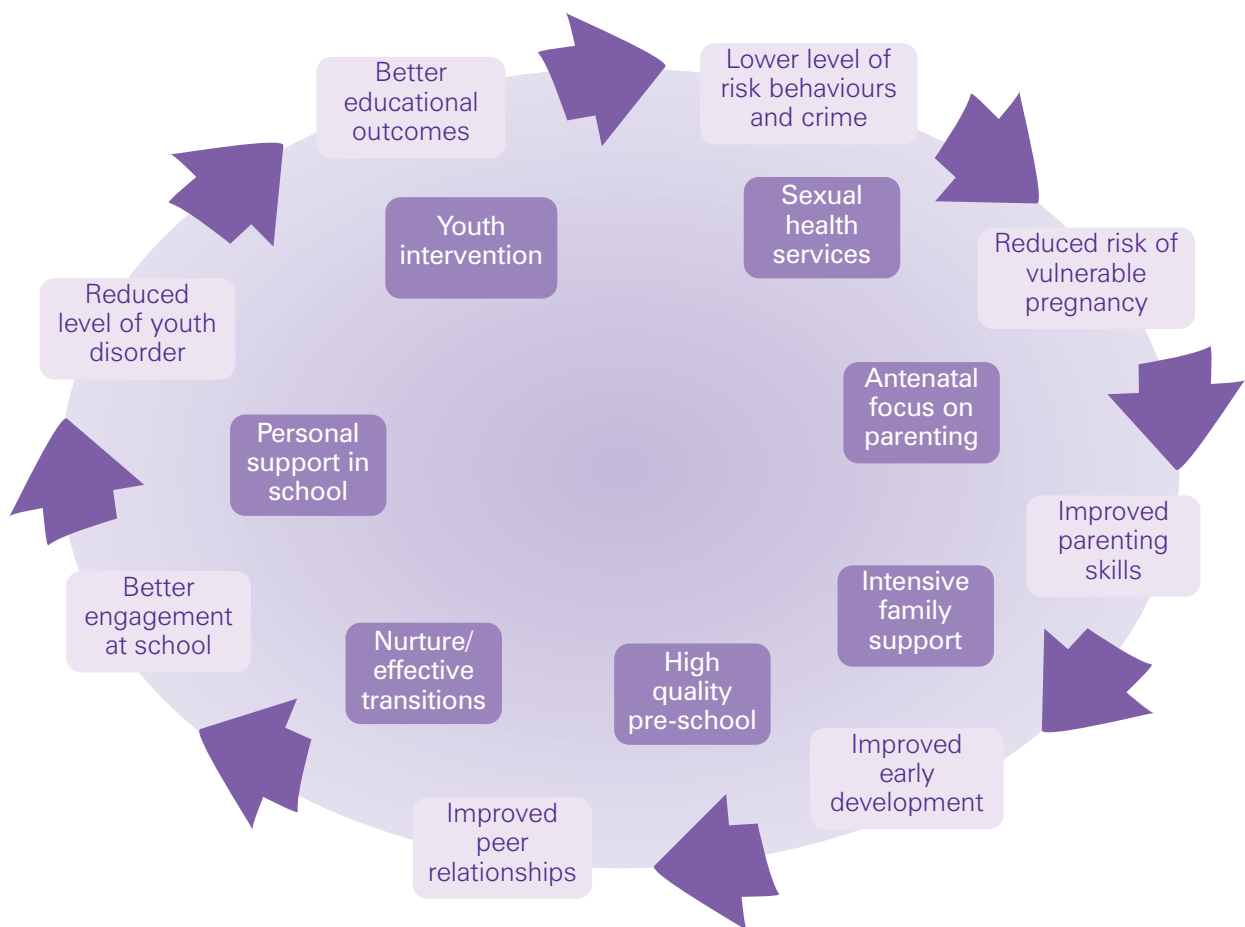 Better
educational
outcomes
Lower level of
risk behaviours
and crime
Youth
intervention
Sexual
health
services
Reduced risk of
vulnerable
pregnancy
Reduced
level of youth
disorder
Antenatal
focus on
parenting
Personal
support in
school
Improved
parenting
skills
Better
engagement
at school
Intensive
family
support
Nurture/
effective
transitions
High
quality
pre-school
Improved
early
development
Improved
peer
relationships